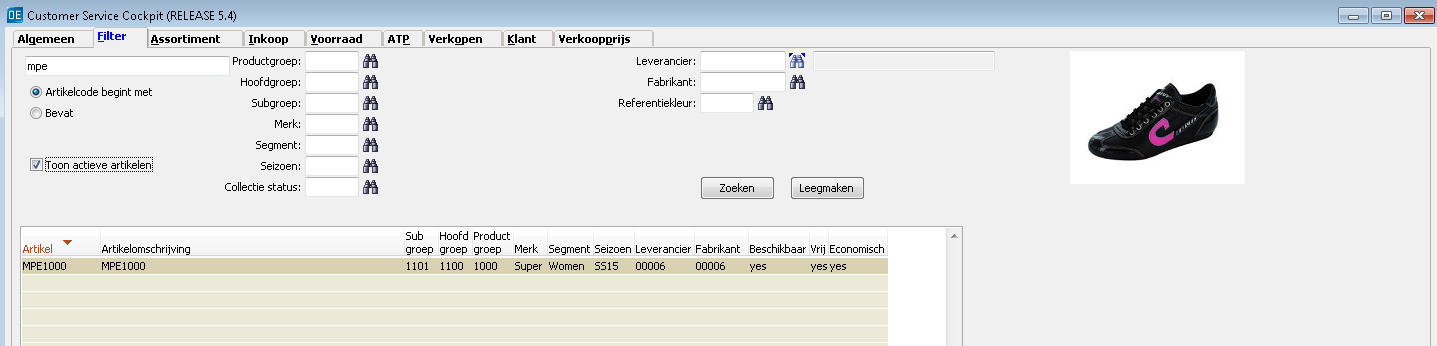 OE Customer Service Cockpit (RELEASE 5.4)
Algemeen Filter Assortiment Inkoop Voorraad ATP Verkopen Klant Verkoopprijs
mpe
Artikelcode begint met
Bevat
Toon actieve artikelen
Productgroep:
Hoofdgroep:
Subgroep:
Merk:
Segment:
Seizoen:
Collectie status:
Leverancier:
Fabrikant:
Referentiekleur:
Zoeken Leegmaken
C
Artikel Artikelomschrijving Sub groep Hoofd groep Product groep Merk Segment Seizoen Leverancier Fabrikant Beschikbaar Vrij Economisch
MPE1000 MPE1000 1101 1100 1000 Super Women SS15 00006 00006 yes yes yes